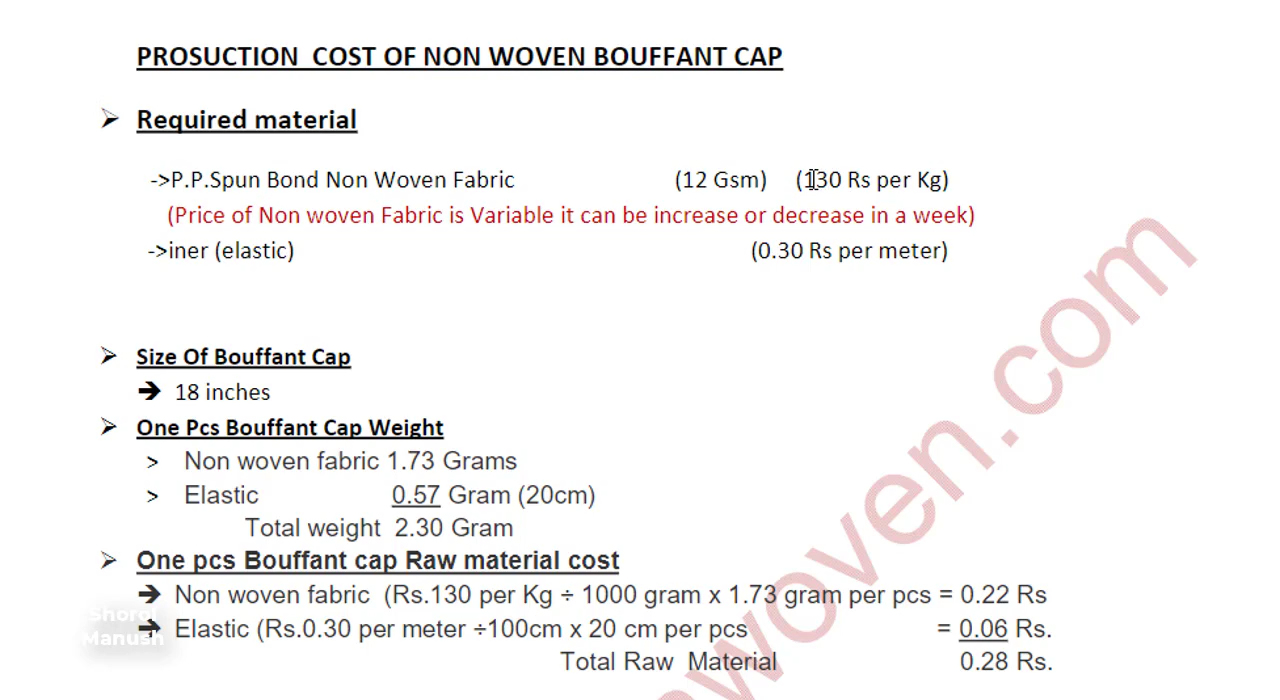 PROSUCTION COST OF NON WOVEN BOUFFANT CAP
➢ Required material
->P.P.Spun Bond Non Woven Fabric (12 Gsm) (130 Rs per Kg)
(Price of Non woven Fabric is Variable it can be increase or decrease in a week)
->iner (elastic) (0.30 Rs per meter)
➢ Size Of Bouffant Cap
➔ 18 inches
➢ One Pcs Bouffant Cap Weight
> Non woven fabric 1.73 Grams
> Elastic 0.57 Gram (20cm)
Total weight 2.30 Gram
➢ One pcs Bouffant cap Raw material cost
➔ Non woven fabric (Rs.130 per Kg ÷ 1000 gram x 1.73 gram per pcs = 0.22 Rs
➔ Elastic (Rs.0.30 per meter ÷100cm x 20 cm per pcs = 0.06 Rs.
Total Raw Material 0.28 Rs.
Shorol
Manush
woven.com